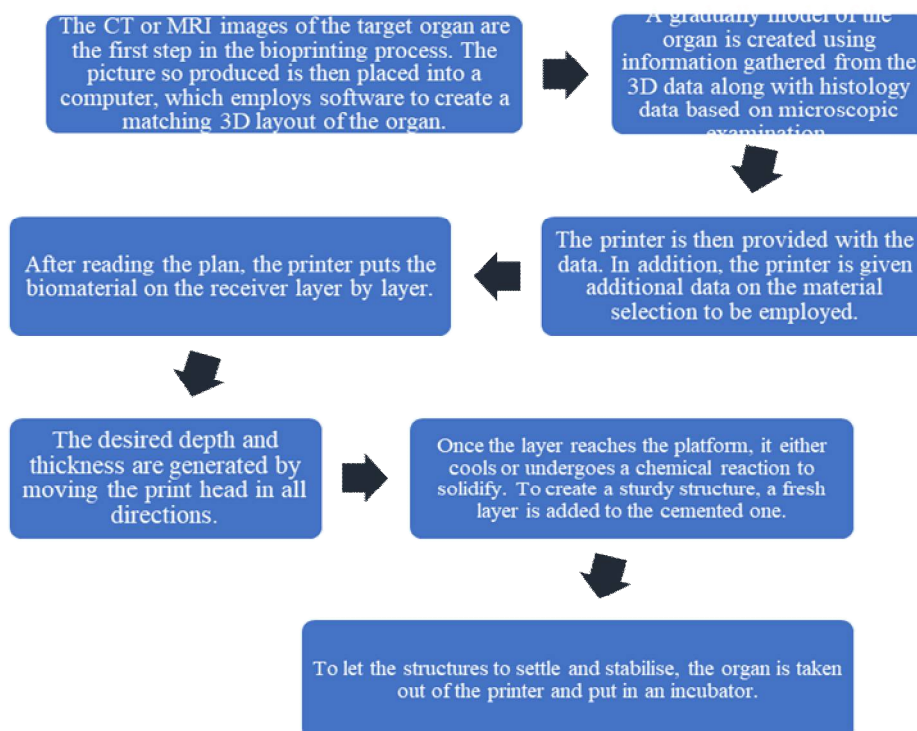 The CT or MRI images of the target organ are
the first step in the bioprinting process. The
picture so produced is then placed into a
computer, which employs software to create a
matching 3D layout of the organ.
A gradually model of the
organ is created using
information gathered from the
3D data along with histology
data based on microscopic
examination
The printer is then provided with the
data. In addition, the printer is given
additional data on the material
selection to be employed.
After reading the plan, the printer puts the
biomaterial on the receiver layer by layer.
The desired depth and
thickness are generated by
moving the print head in all
directions.
Once the layer reaches the platform, it either
cools or undergoes a chemical reaction to
solidify. To create a sturdy structure, a fresh
layer is added to the cemented one.
To let the structures to settle and stabilise, the organ is taken
out of the printer and put in an incubator.